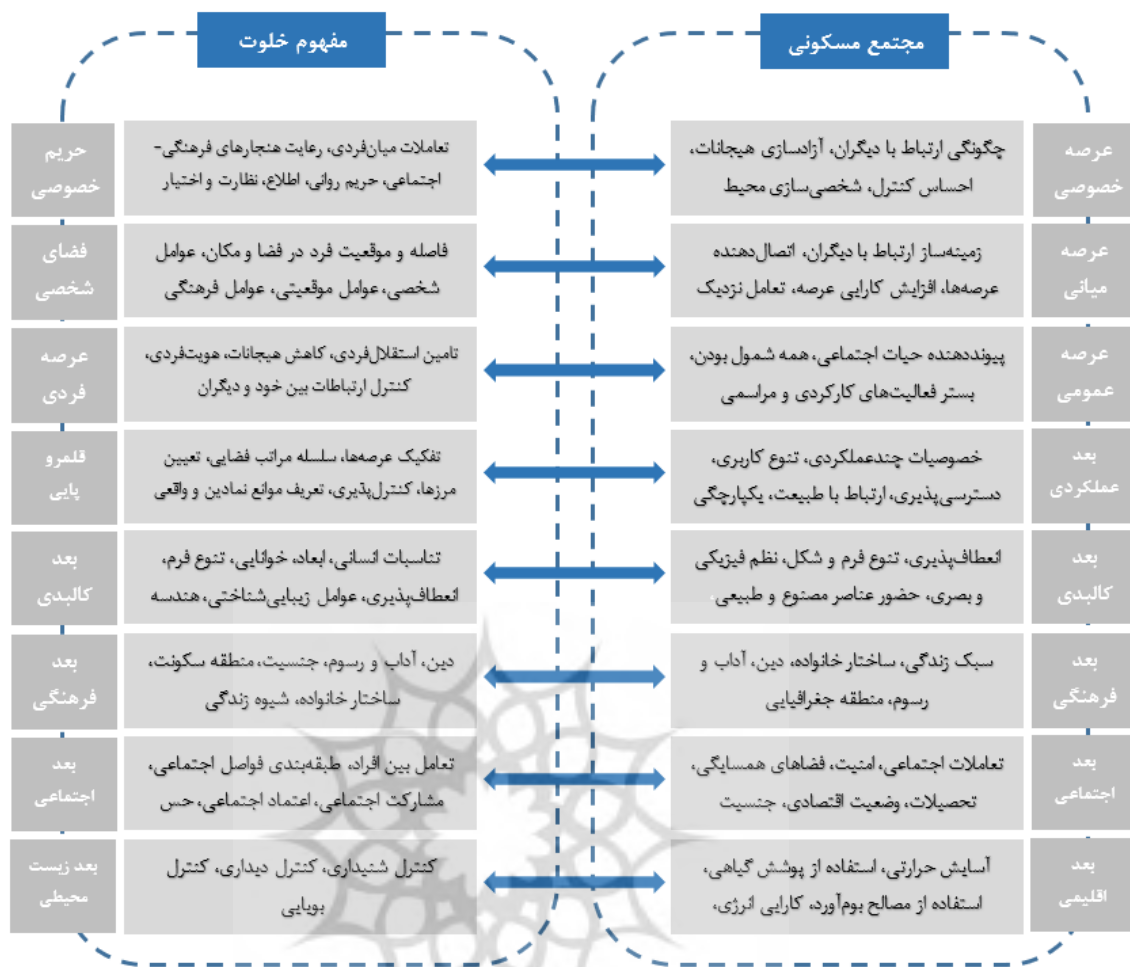 مجتمع مسکونی
مفهوم خلوت
عرصه
خصوصی
چگونگی ارتباط با دیگران، آزادسازی هیجانات،
احساس کنترل، شخصی‌سازی محیط
تعاملات میان‌فردی، رعایت هنجارهای فرهنگی-
اجتماعی، حریم روانی، اطلاع، نظارت و اختیار
حریم
خصوصی
عرصه
میانی
زمینه‌ساز ارتباط با دیگران، اتصال‌دهنده
عرصه‌ها، افزایش کارایی عرصه، تعامل نزدیک
فاصله و موقعیت فرد در فضا و مکان، عوامل
شخصی، عوامل موقعیتی، عوامل فرهنگی
فضای
شخصی
عرصه
عمومی
پیونددهنده حیات اجتماعی، همه شمول بودن،
بستر فعالیت‌های کارکردی و مراسمی
تامین استقلال‌فردی، کاهش هیجانات، هویت‌فردی،
کنترل ارتباطات بین خود و دیگران
عرصه
فردی
بعد
عملکردی
خصوصیات چندعملکردی، تنوع کاربری،
دسترسی‌پذیری، ارتباط با طبیعت، یکپارچگی
تفکیک عرصه‌ها، سلسله مراتب فضایی، تعیین
مرزها، کنترل‌پذیری، تعریف موانع نمادین و واقعی
قلمرو
پایی
بعد
کالبدی
انعطاف‌پذیری، تنوع فرم و شکل، نظم فیزیکی
و بصری، حضور عناصر مصنوع و طبیعی،
تناسبات انسانی، ابعاد، خوانایی، تنوع فرم،
انعطاف‌پذیری، عوامل زیبایی‌شناختی، هندسه
بعد
کالبدی
بعد
فرهنگی
سبک زندگی، ساختار خانواده، دین، آداب و
رسوم، منطقه جغرافیایی
دین، آداب و رسوم، جنسیت، منطقه سکونت،
ساختار خانواده، شیوه زندگی
بعد
فرهنگی
بعد
اجتماعی
تعاملات اجتماعی، امنیت، فضاهای همسایگی،
تحصیلات، وضعیت اقتصادی، جنسیت
تعامل بین افراد، طبقه‌بندی فواصل اجتماعی،
مشارکت اجتماعی، اعتماد اجتماعی، حس
بعد
اجتماعی
بعد
اقلیمی
آسایش حرارتی، استفاده از پوشش گیاهی،
استفاده از مصالح بوم‌آورد، کارایی انرژی،
کنترل شنیداری، کنترل دیداری، کنترل
بویایی
بعد زیست
محیطی